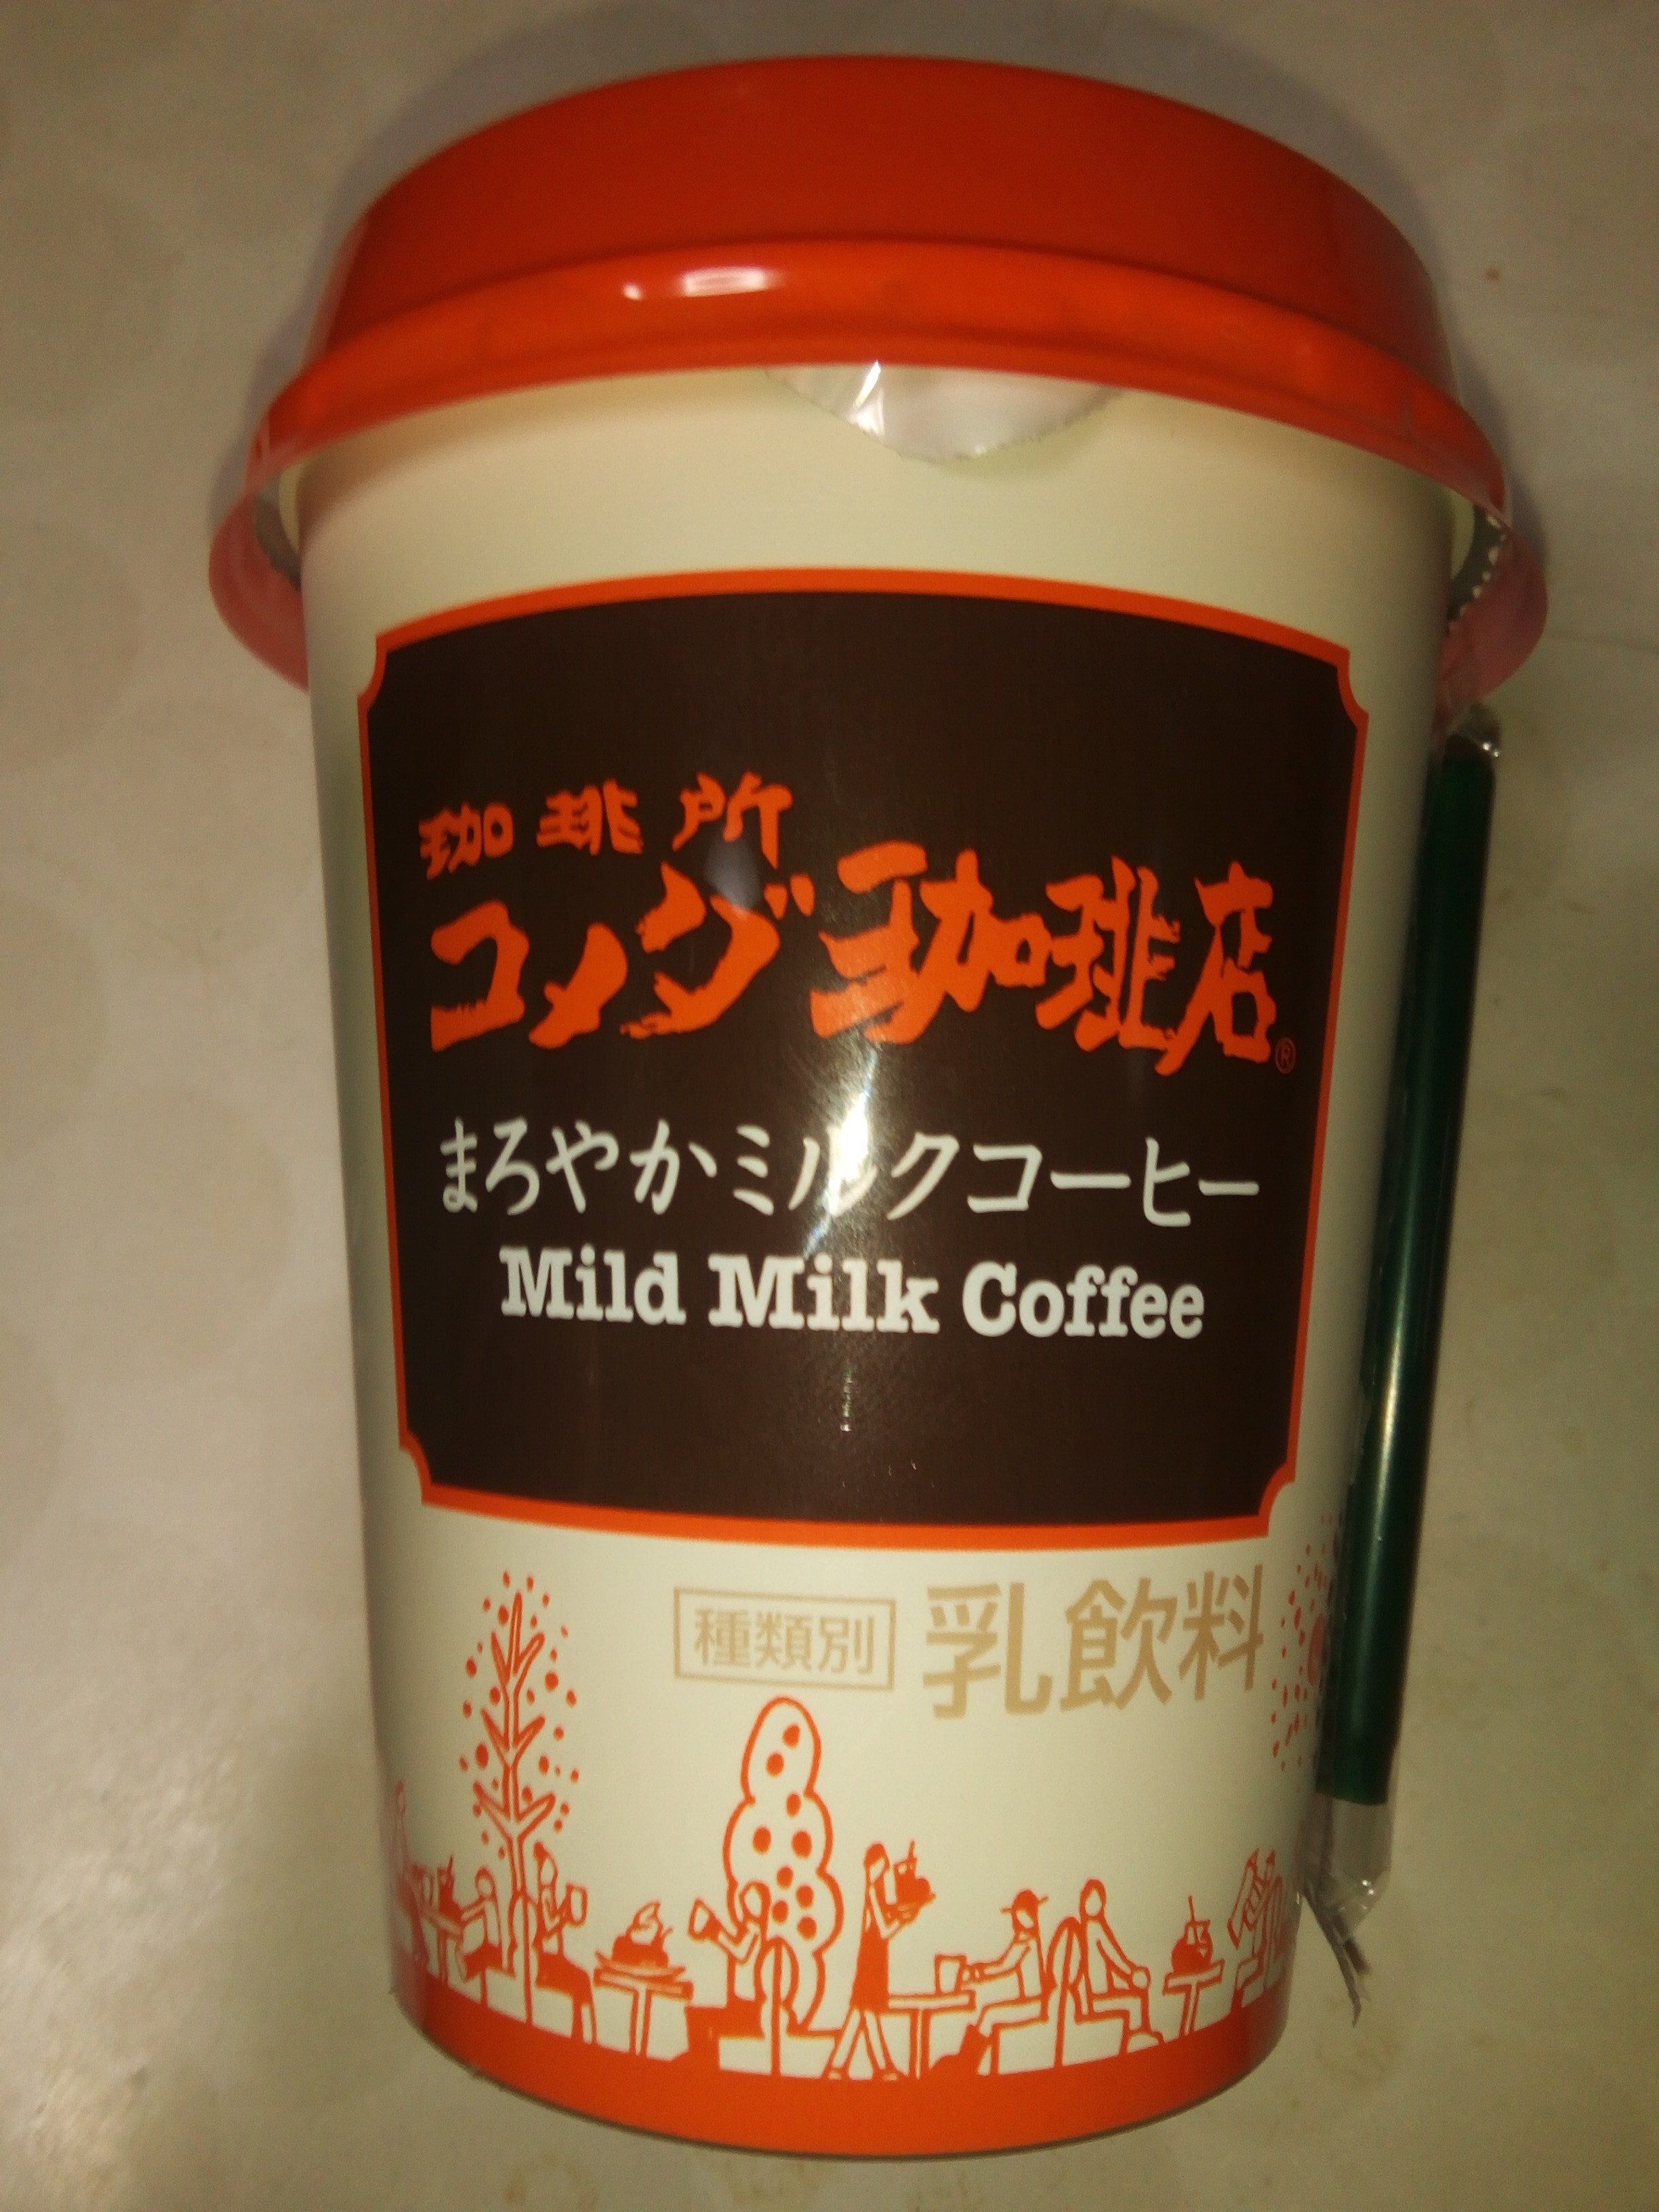 珈琲所
コメダ珈琲店®
まろやかミルクコーヒー
Mild Milk Coffee
種類別 乳飲料